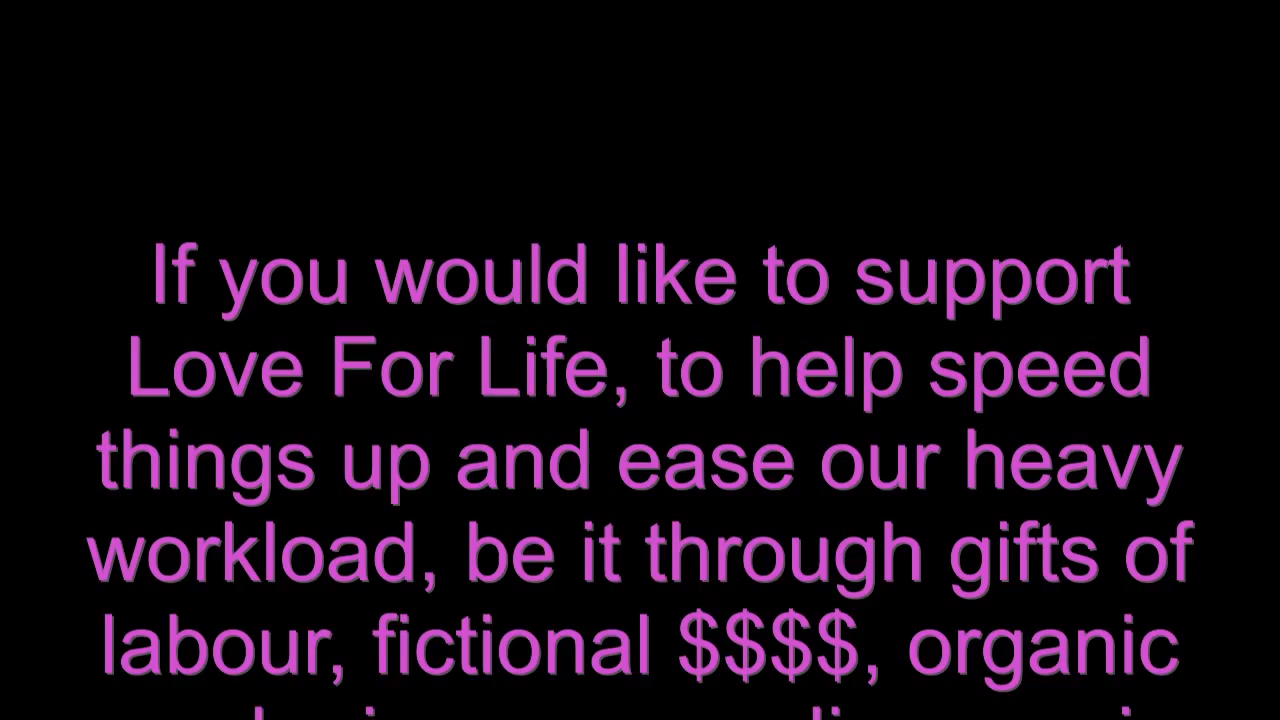 If you would like to support
Love For Life, to help speed
things up and ease our heavy
workload, be it through gifts of
labour, fictional $$$$, organic